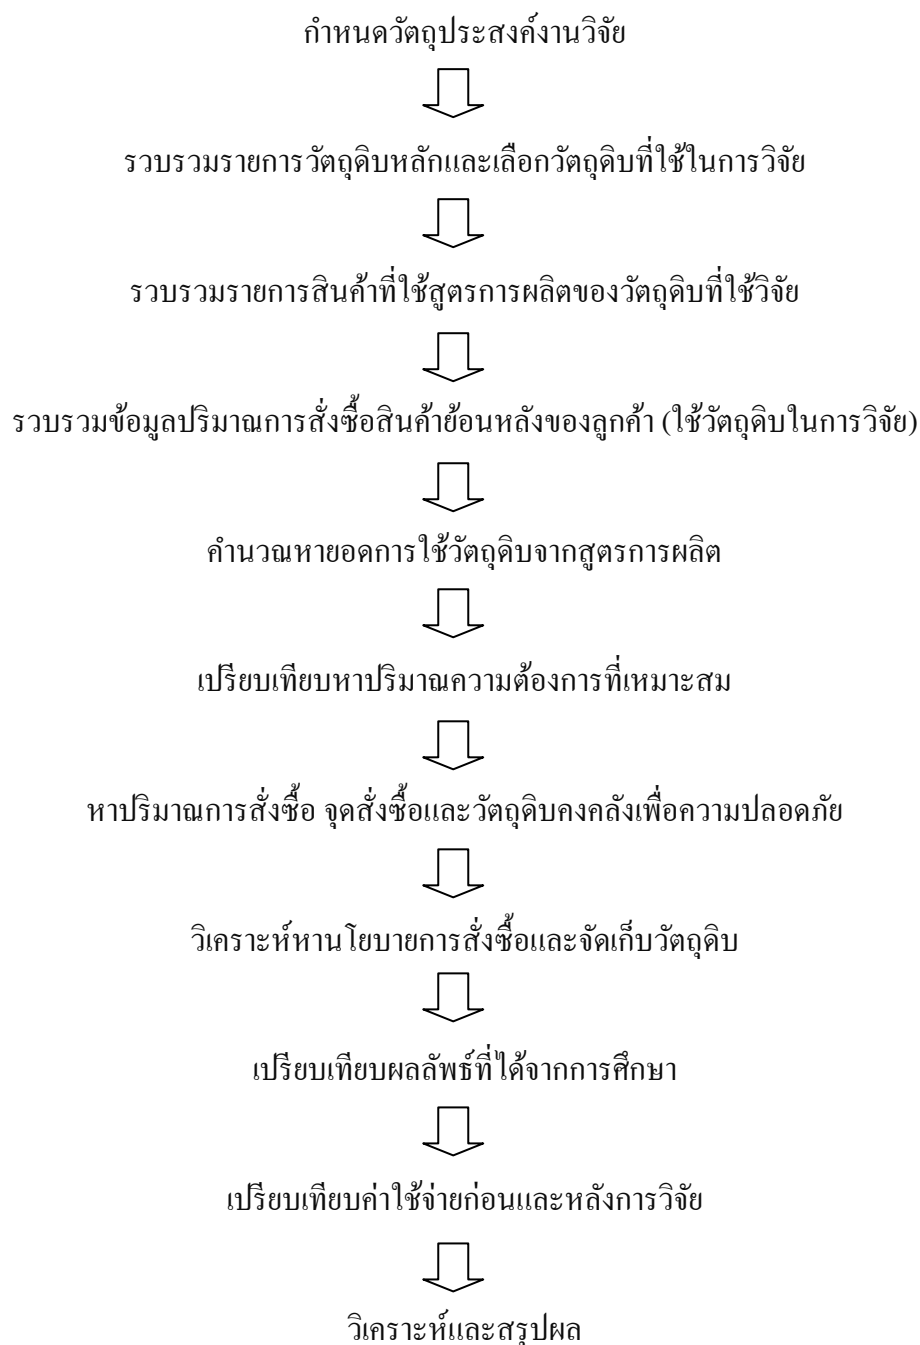 กำหนดวัตถุประสงค์งานวิจัย
รวบรวมรายการวัตถุดิบหลักและเลือกวัตถุดิบที่ใช้ในการวิจัย
รวบรวมรายการสินค้าที่ใช้สูตรการผลิตของวัตถุดิบที่ใช้วิจัย
รวบรวมข้อมูลปริมาณการสั่งซื้อสินค้าย้อนหลังของลูกค้า (ใช้วัตถุดิบในการวิจัย)
คำนวณหายอดการใช้วัตถุดิบจากสูตรการผลิต
เปรียบเทียบหาปริมาณความต้องการที่เหมาะสม
หาปริมาณการสั่งซื้อ จุดสั่งซื้อและวัตถุดิบคงคลังเพื่อความปลอดภัย
วิเคราะห์หานโยบายการสั่งซื้อและจัดเก็บวัตถุดิบ
เปรียบเทียบผลลัพธ์ที่ได้จากการศึกษา
เปรียบเทียบค่าใช้จ่ายก่อนและหลังการวิจัย
วิเคราะห์และสรุปผล